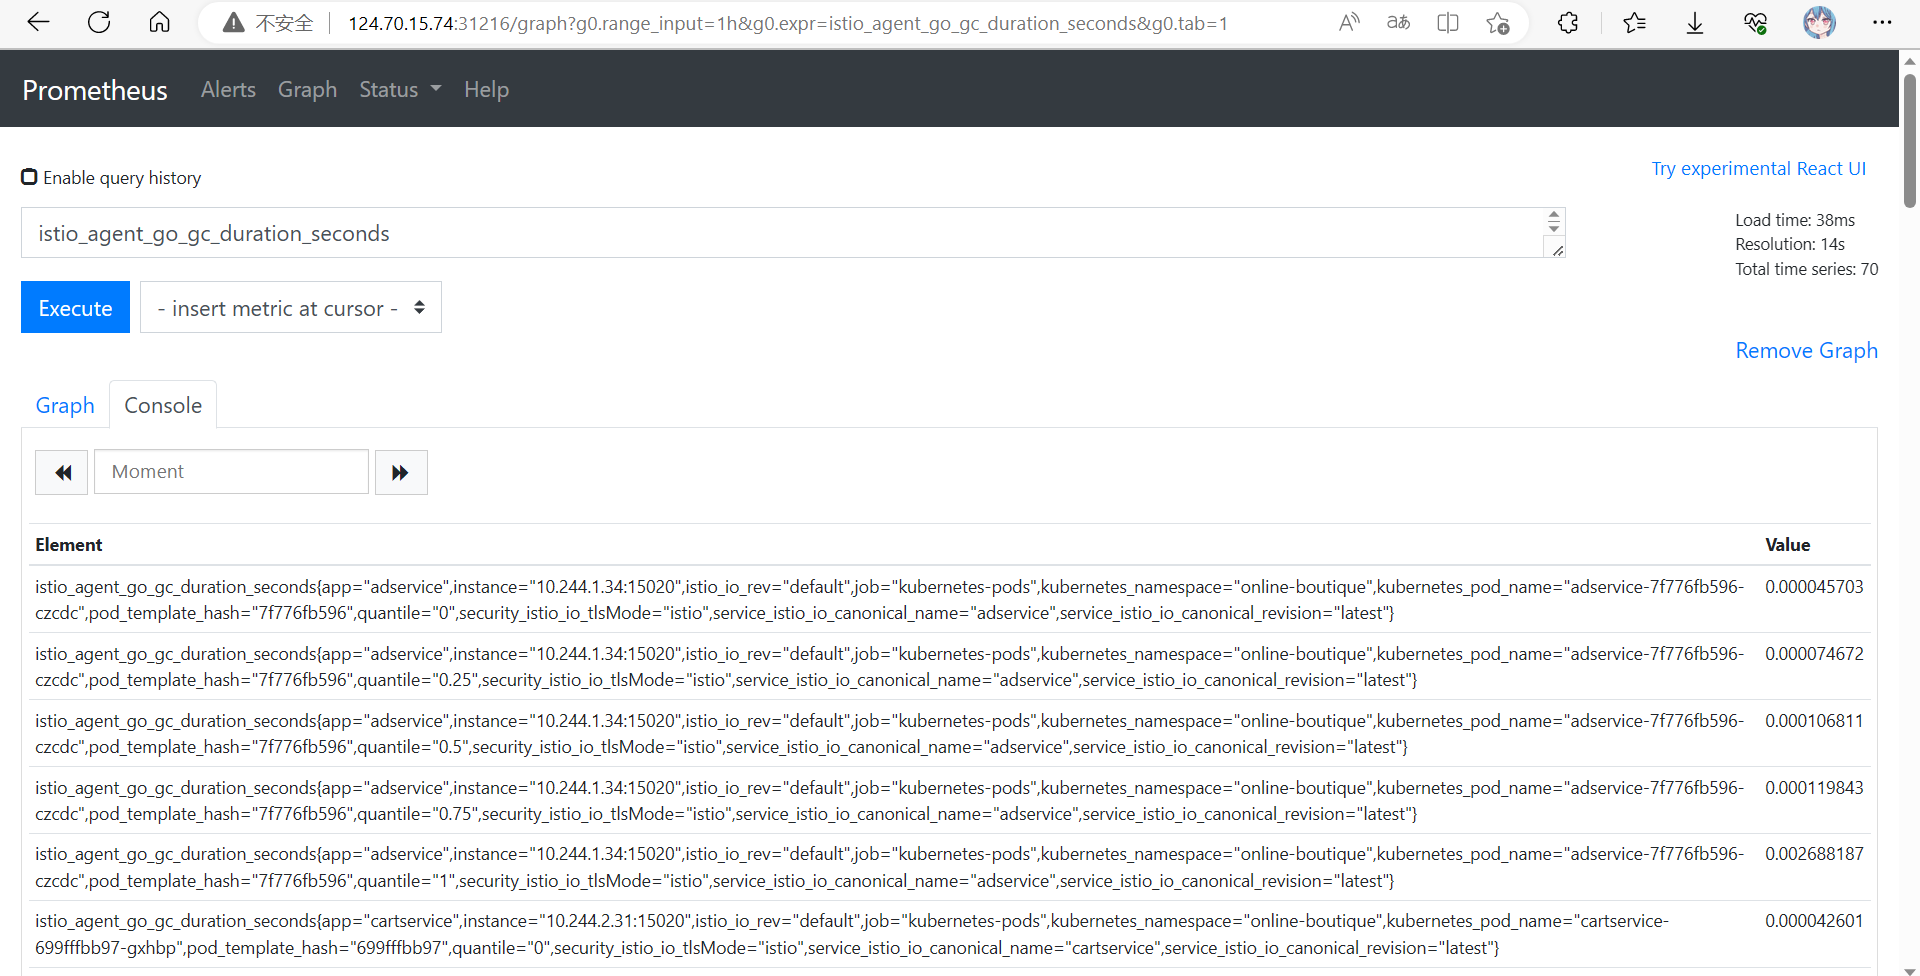 不安全 124.70.15.74:31216/graph?g0.range_input=1h&g0.expr=istio_agent_go_gc_duration_seconds&g0.tab=1
Prometheus Alerts Graph Status Help
Enable query history
Try experimental React UI
istio_agent_go_gc_duration_seconds
Load time: 38ms
Resolution: 14s
Total time series: 70
Execute - insert metric at cursor -
Remove Graph
Graph Console
Moment
Element Value
istio_agent_go_gc_duration_seconds{app="adservice",instance="10.244.1.34:15020",istio_io_rev="default",job="kubernetes-pods",kubernetes_namespace="online-boutique",kubernetes_pod_name="adservice-7f776fb596- 0.000045703
czcdc",pod_template_hash="7f776fb596",quantile="0",security_istio_io_tlsMode="istio",service_istio_io_canonical_name="adservice",service_istio_io_canonical_revision="latest"}
istio_agent_go_gc_duration_seconds{app="adservice",instance="10.244.1.34:15020",istio_io_rev="default",job="kubernetes-pods",kubernetes_namespace="online-boutique",kubernetes_pod_name="adservice-7f776fb596- 0.000074672
czcdc",pod_template_hash="7f776fb596",quantile="0.25",security_istio_io_tlsMode="istio",service_istio_io_canonical_name="adservice",service_istio_io_canonical_revision="latest"}
istio_agent_go_gc_duration_seconds{app="adservice",instance="10.244.1.34:15020",istio_io_rev="default",job="kubernetes-pods",kubernetes_namespace="online-boutique",kubernetes_pod_name="adservice-7f776fb596- 0.000106811
czcdc",pod_template_hash="7f776fb596",quantile="0.5",security_istio_io_tlsMode="istio",service_istio_io_canonical_name="adservice",service_istio_io_canonical_revision="latest"}
istio_agent_go_gc_duration_seconds{app="adservice",instance="10.244.1.34:15020",istio_io_rev="default",job="kubernetes-pods",kubernetes_namespace="online-boutique",kubernetes_pod_name="adservice-7f776fb596- 0.000119843
czcdc",pod_template_hash="7f776fb596",quantile="0.75",security_istio_io_tlsMode="istio",service_istio_io_canonical_name="adservice",service_istio_io_canonical_revision="latest"}
istio_agent_go_gc_duration_seconds{app="adservice",instance="10.244.1.34:15020",istio_io_rev="default",job="kubernetes-pods",kubernetes_namespace="online-boutique",kubernetes_pod_name="adservice-7f776fb596- 0.002688187
czcdc",pod_template_hash="7f776fb596",quantile="1",security_istio_io_tlsMode="istio",service_istio_io_canonical_name="adservice",service_istio_io_canonical_revision="latest"}
istio_agent_go_gc_duration_seconds{app="cartservice",instance="10.244.2.31:15020",istio_io_rev="default",job="kubernetes-pods",kubernetes_namespace="online-boutique",kubernetes_pod_name="cartservice- 0.000042601
699fffbb97-gxhbp",pod_template_hash="699fffbb97",quantile="0",security_istio_io_tlsMode="istio",service_istio_io_canonical_name="cartservice",service_istio_io_canonical_revision="latest"}